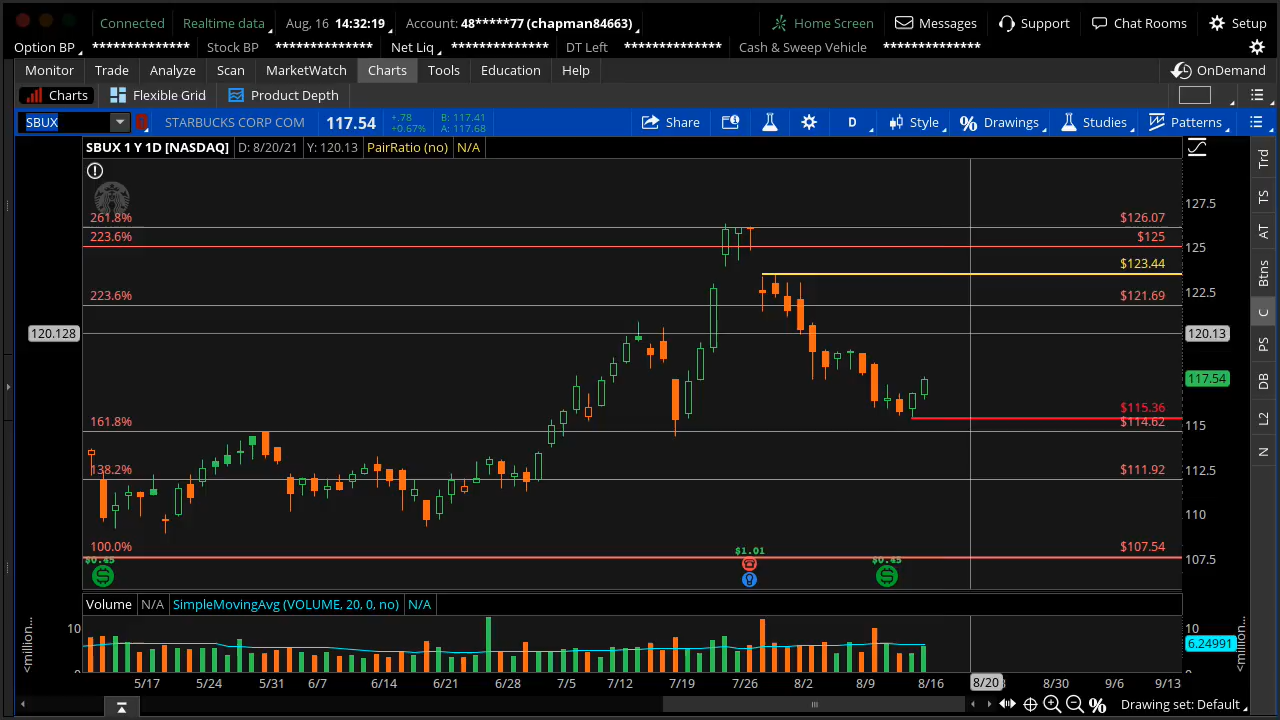 Connected Realtime data Aug, 16 14:32:19 Account: 48*****77 (chapman84663) Home Screen Messages Support Chat Rooms Setup
Option BP ************** Stock BP ************** Net Liq ************** DT Left ************** Cash & Sweep Vehicle **************
Monitor Trade Analyze Scan MarketWatch Charts Tools Education Help OnDemand
Charts Flexible Grid Product Depth
SBUX STARBUCKS CORP COM 117.54 +.78 B: 117.41 Share D Style % Drawings Studies Patterns
+0.67% A: 117.68
SBUX 1 Y 1D [NASDAQ] D: 8/20/21 Y: 120.13 PairRatio (no) N/A
Trd
TS
AT
Btns
C
PS
DB
L2
N
127.5
261.8% $126.07
223.6% $125 125
$123.44
223.6% $121.69 122.5
120.128 120.13
117.54
$115.36
161.8% $114.62 115
138.2% $111.92 112.5
110
100.0% $107.54
$0.45 $1.01 $0.45 107.5
Volume N/A SimpleMovingAvg (VOLUME, 20, 0, no) N/A
10 10
6.24991
<million... <million...
5/17 5/24 5/31 6/7 6/14 6/21 6/28 7/5 7/12 7/19 7/26 8/2 8/9 8/16 8/20 8/30 9/6 9/13
% Drawing set: Default